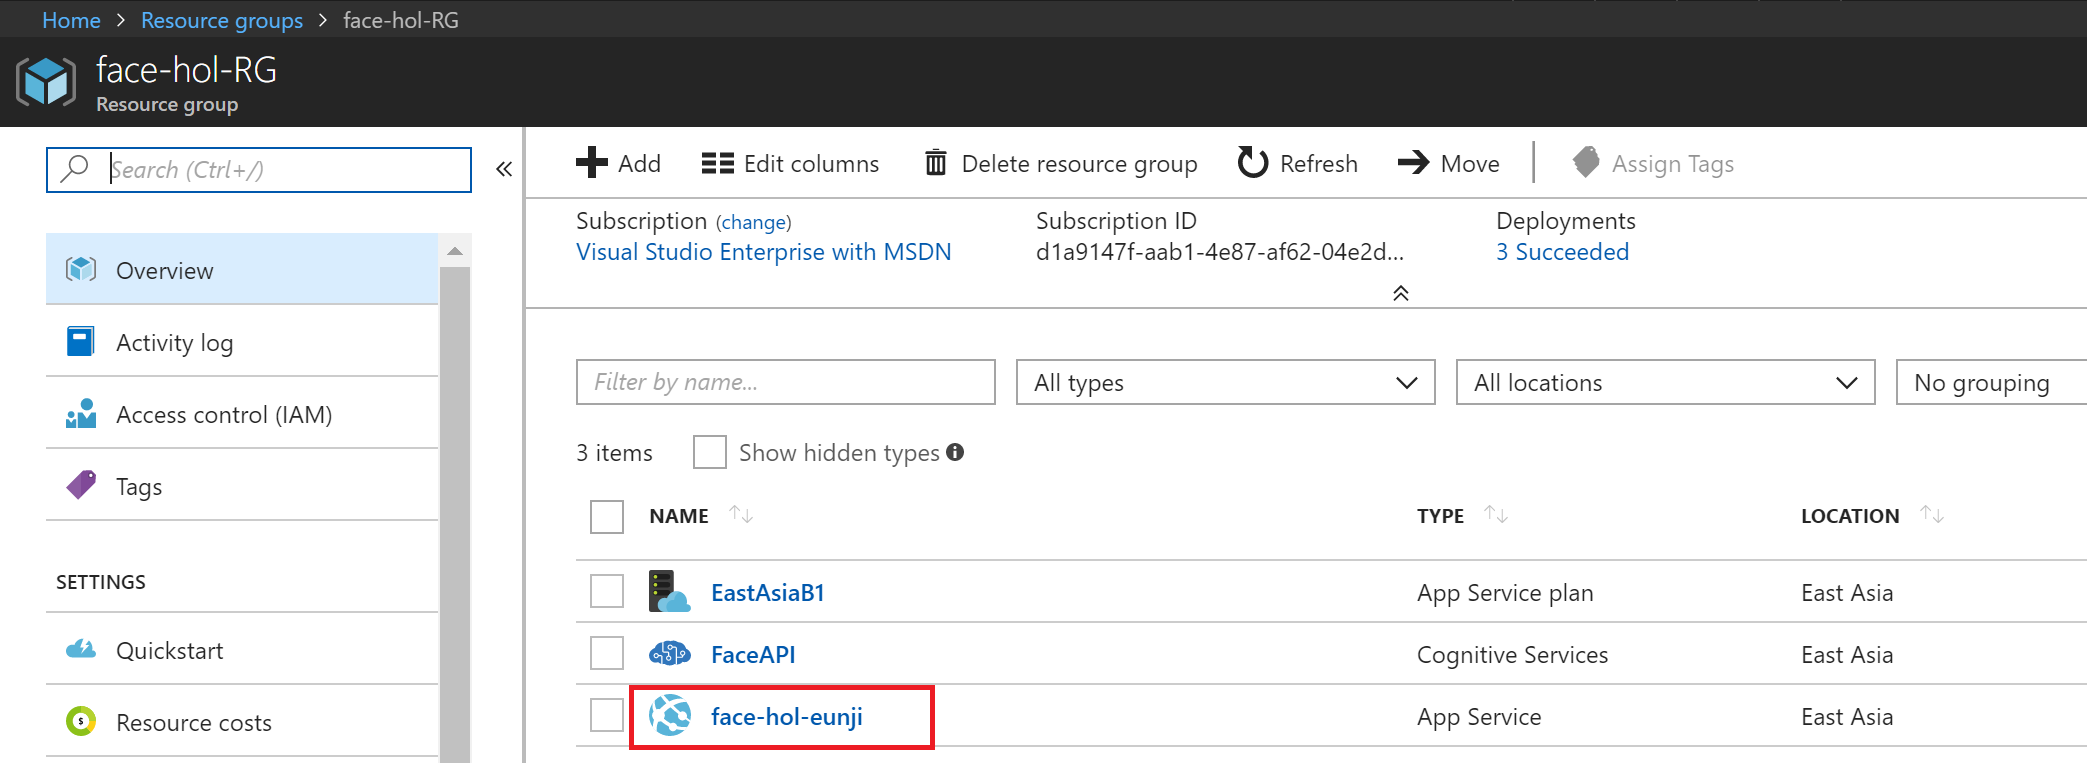 Home > Resource groups > face-hol-RG
face-hol-RG
Resource group
Search (Ctrl+/)
Overview
Activity log
Access control (IAM)
Tags
SETTINGS
Quickstart
Resource costs
Add Edit columns Delete resource group Refresh Move Assign Tags
Subscription (change) Subscription ID Deployments
Visual Studio Enterprise with MSDN d1a9147f-aab1-4e87-af62-04e2d... 3 Succeeded
Filter by name... All types All locations No grouping
3 items Show hidden types
NAME TYPE LOCATION
EastAsiaB1 App Service plan East Asia
FaceAPI Cognitive Services East Asia
face-hol-eunji App Service East Asia